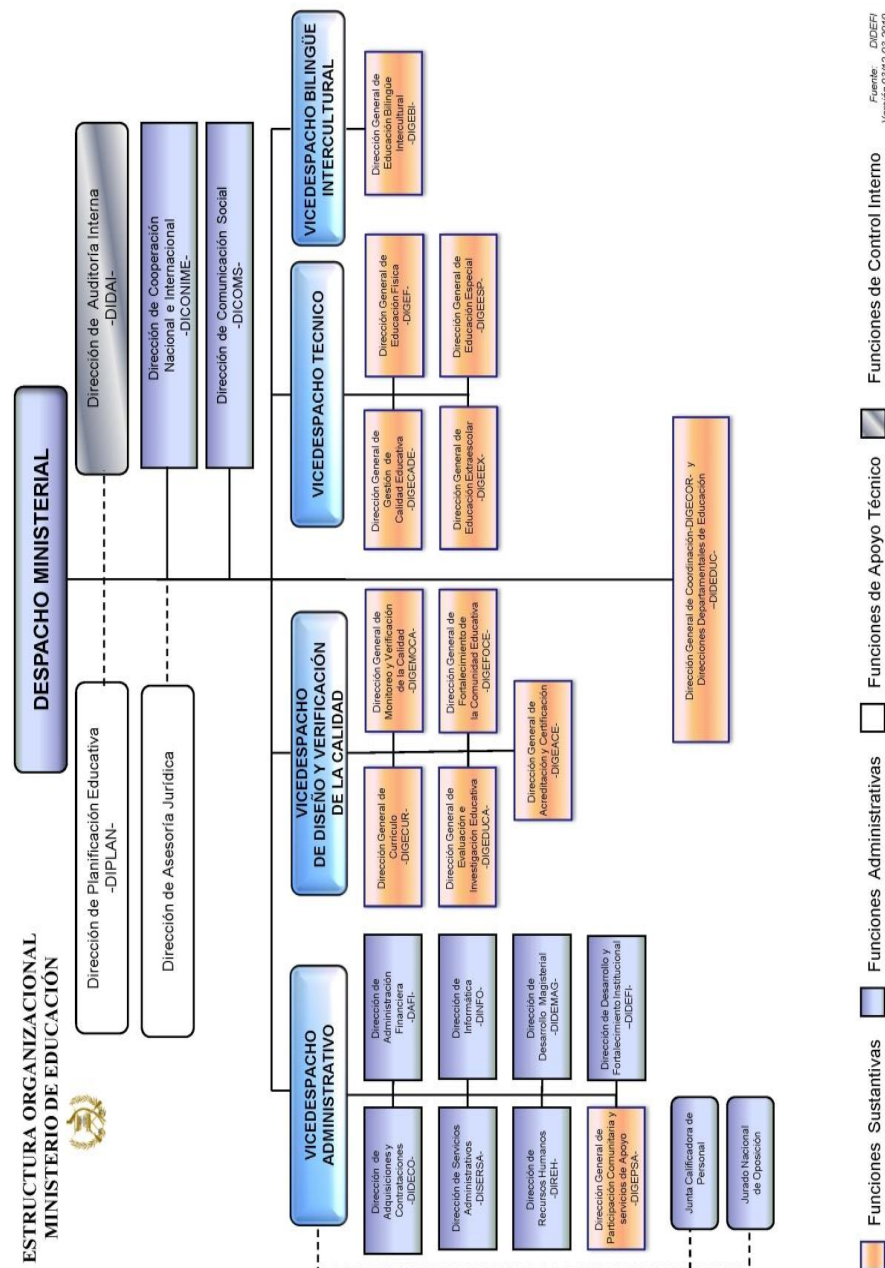 ESTRUCTURA ORGANIZACIONAL
MINISTERIO DE EDUCACIÓN
DESPACHO MINISTERIAL
Dirección de Planificación Educativa
-DIPLAN-
Dirección de Auditoría Interna
-DIDAI-
Dirección de Asesoría Jurídica
Dirección de Cooperación
Nacional e Internacional
-DICONIME-
Dirección de Comunicación Social
-DICOMS-
VICEDESPACHO
ADMINISTRATIVO
Dirección de
Adquisiciones y
Contrataciones
-DIDECO-
Dirección de
Administración
Financiera
-DAFI-
Dirección de Servicios
Administrativos
-DISERSA-
Dirección de
Informática
-DINFO-
Dirección de
Recursos Humanos
-DIREH-
Dirección de
Desarrollo Magisterial
-DIDEMAG-
Dirección General de
Participación Comunitaria y
servicios de Apoyo
-DIGEPSA-
Dirección de Desarrollo y
Fortalecimiento Institucional
-DIDEFI-
Junta Calificadora de
Personal
Jurado Nacional
de Oposición
VICEDESPACHO
DE DISEÑO Y VERIFICACIÓN
DE LA CALIDAD
Dirección General de
Currículo
-DIGECUR-
Dirección General de
Monitoreo y Verificación
de la Calidad
-DIGEMOCA-
Dirección General de
Evaluación e
Investigación Educativa
-DIGEDUCA-
Dirección General de
Fortalecimiento de
la Comunidad Educativa
-DIGEFOCE-
Dirección General de
Acreditación y Certificación
-DIGEACE-
VICEDESPACHO TECNICO
Dirección General de
Gestión de
Calidad Educativa
-DIGECADE-
Dirección General de
Educación Física
-DIGEF-
Dirección General de
Educación Extraescolar
-DIGEEX-
Dirección General de
Educación Especial
-DIGEESP-
VICEDESPACHO BILINGÜE
INTERCULTURAL
Dirección General de
Educación Bilingüe
Intercultural
-DIGEBI-
Dirección General de Coordinación-DIGECOR- y
Direcciones Departamentales de Educación
–DIDEDUC-
Funciones Sustantivas
Funciones Administrativas
Funciones de Apoyo Técnico
Funciones de Control Interno
Fuente: DIDEFI